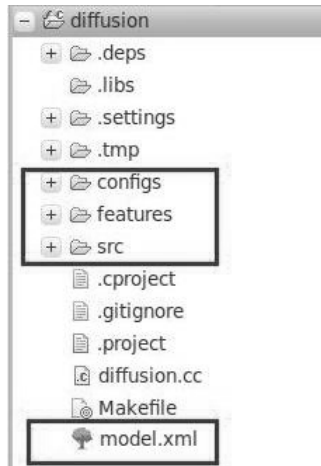 diffusion
.deps
.libs
.settings
.tmp
configs
features
src
.cproject
.gitignore
.project
diffusion.cc
Makefile
model.xml